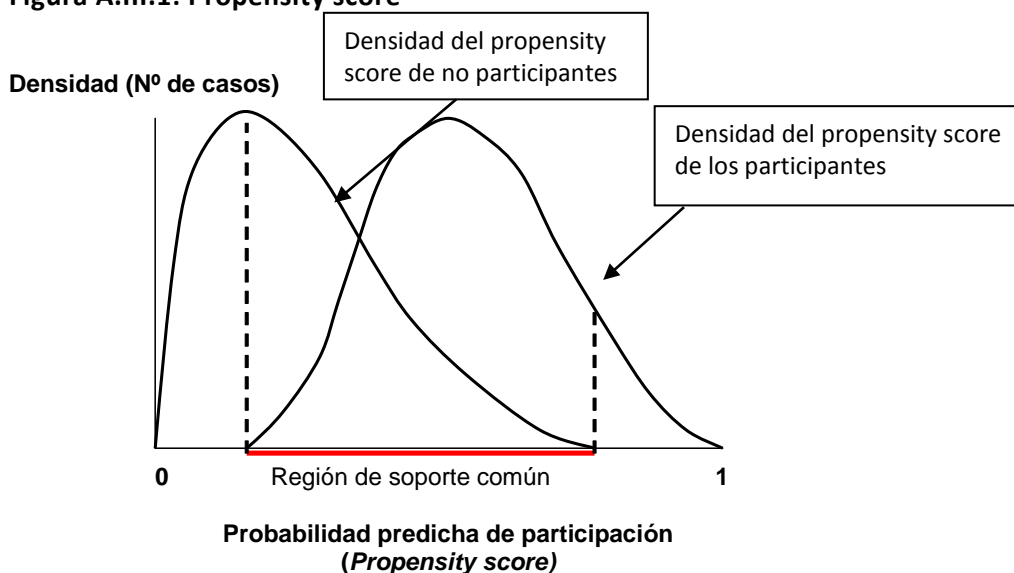 Figura A.III.1: Propensity score
Densidad del propensity
score de no participantes
Densidad (Nº de casos)
Densidad del propensity score
de los participantes
0
Región de soporte común
1
Probabilidad predicha de participación
(Propensity score)